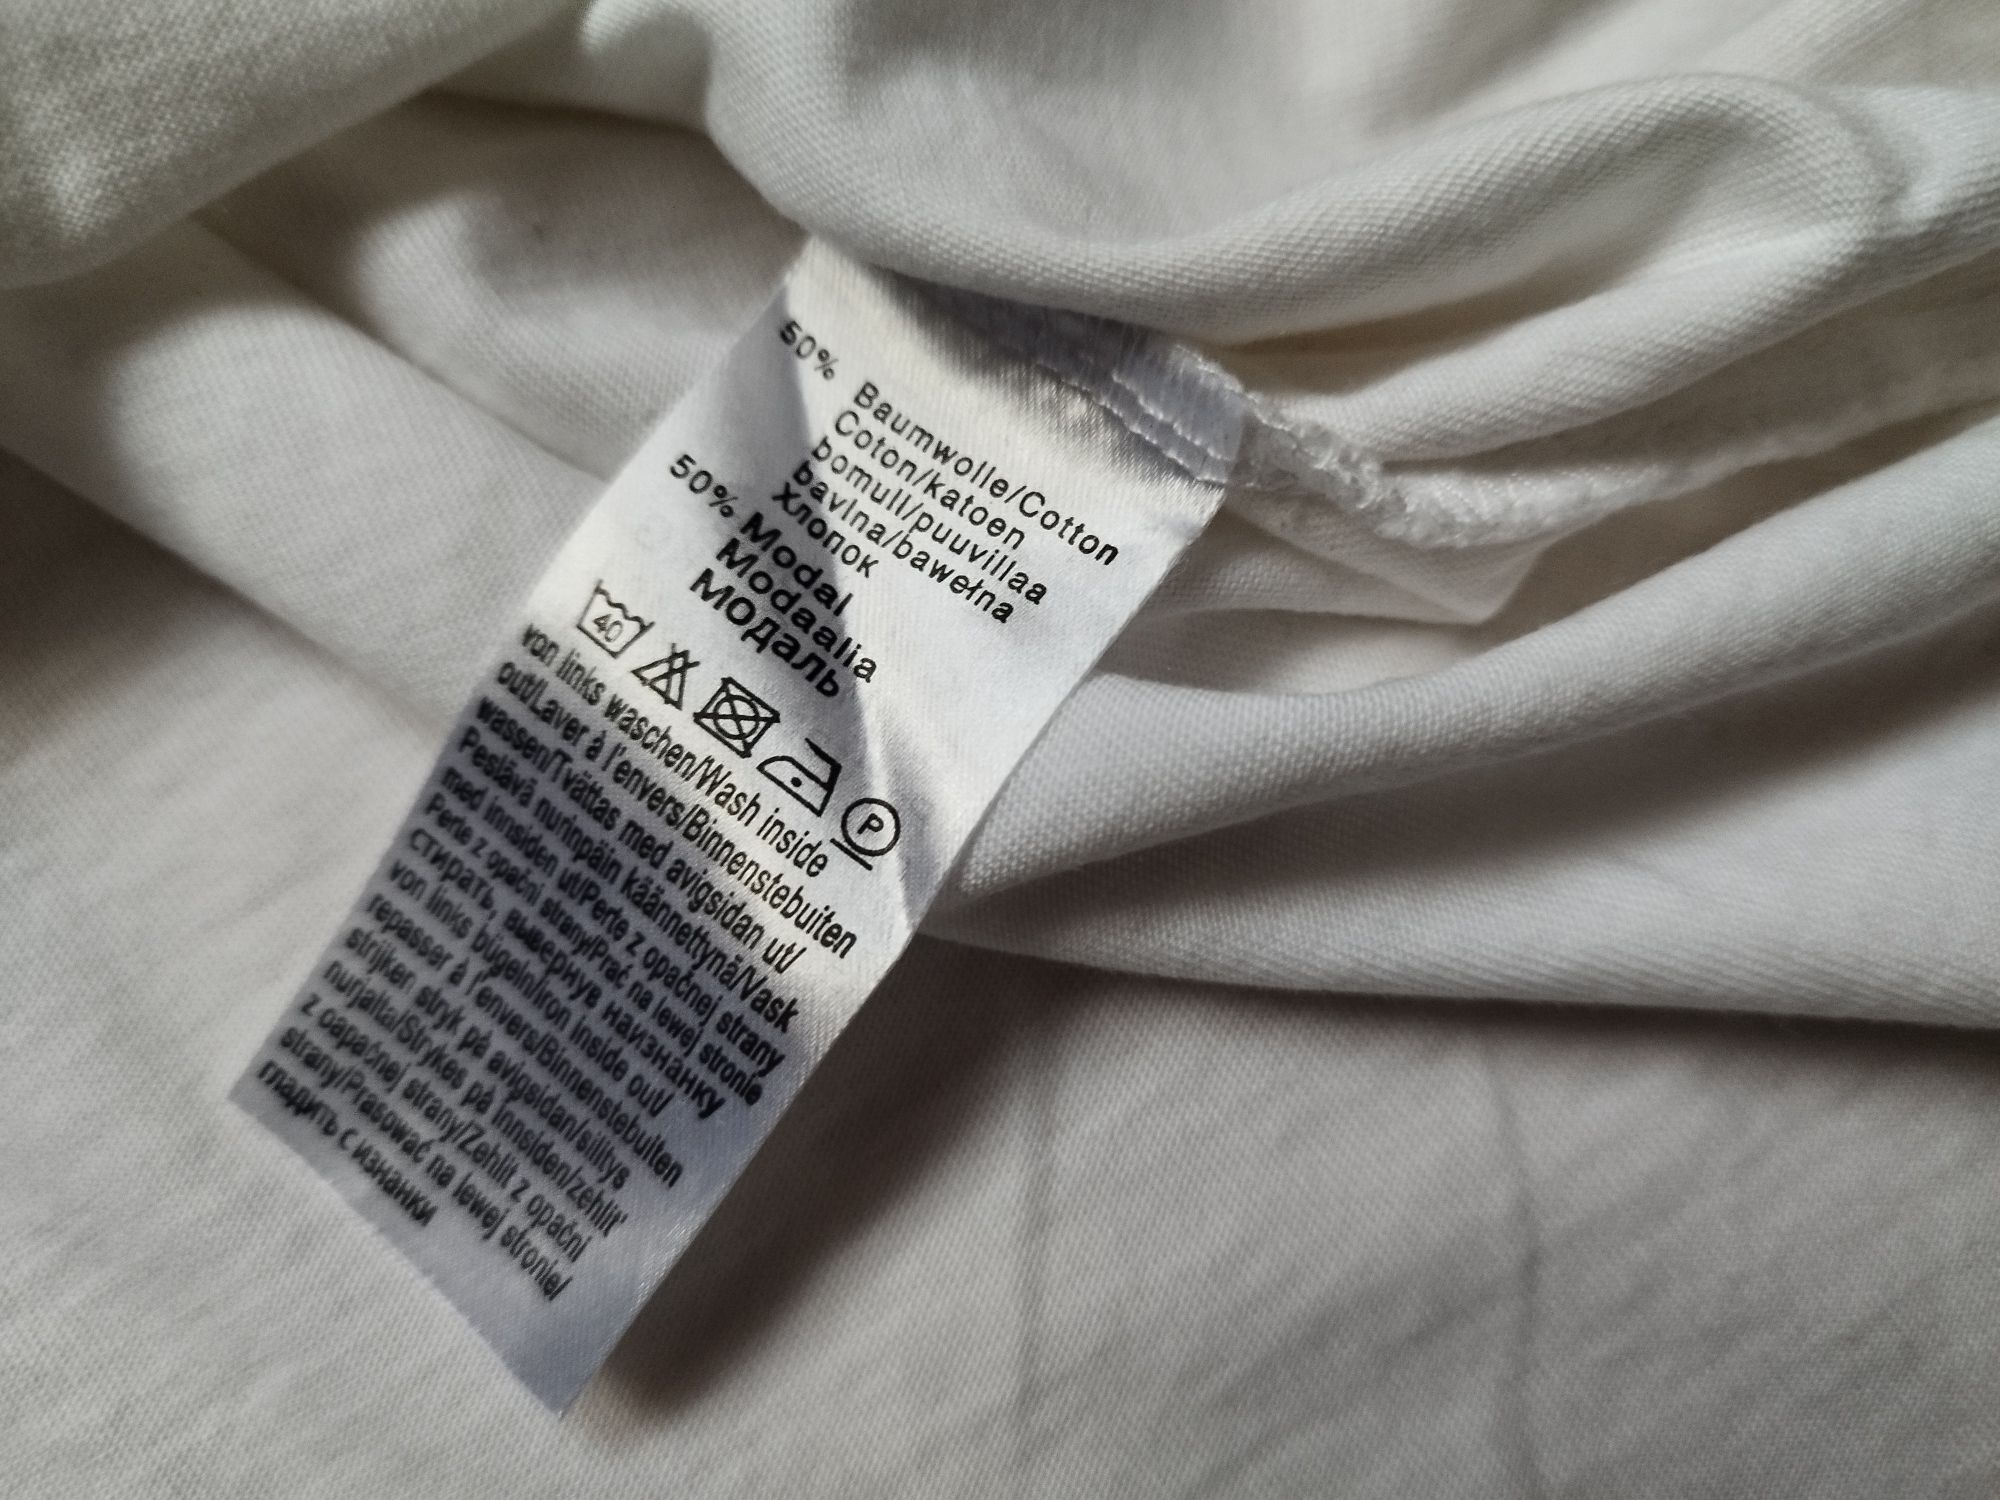 50% Baumwolle/Cotton
Coton/katoen
bomull/puuvillaa
bavlna/bawełna
Хлопок
50% Modal
Modaalia
МОДаЛЬ
40
P
von links waschen/Wash inside
out/Laver à l'envers/Binnenstebuiten
wassen/Tvättas med avigsidan ut/
Peslävä nurinpäin käännettynä/Vask
med innsiden ut/Perte z opačnej strany
Perte z opační strany/Prać na lewej stronie
стирать, вывернув наизнанку
von links bügeln/Iron inside out/
repasser à l'envers/Binnenstebuiten
strijken stryk på avigsidan/silitys
nurjalta/Strykes på innsiden/zehlit'
z opačnej strany/Zehlit z opační
strany/Prasować na lewej stronie/
гладить с изнанки